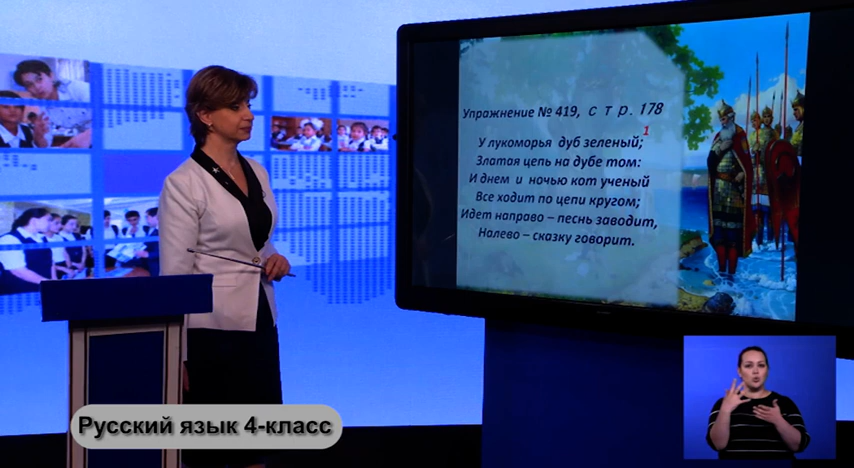 Упражнение № 419, с т р. 178
1
У лукоморья дуб зеленый;
Златая цепь на дубе том:
И днем и ночью кот ученый
Все ходит по цепи кругом;
Идет направо – песнь заводит,
Налево – сказку говорит.
Русский язык 4-класс